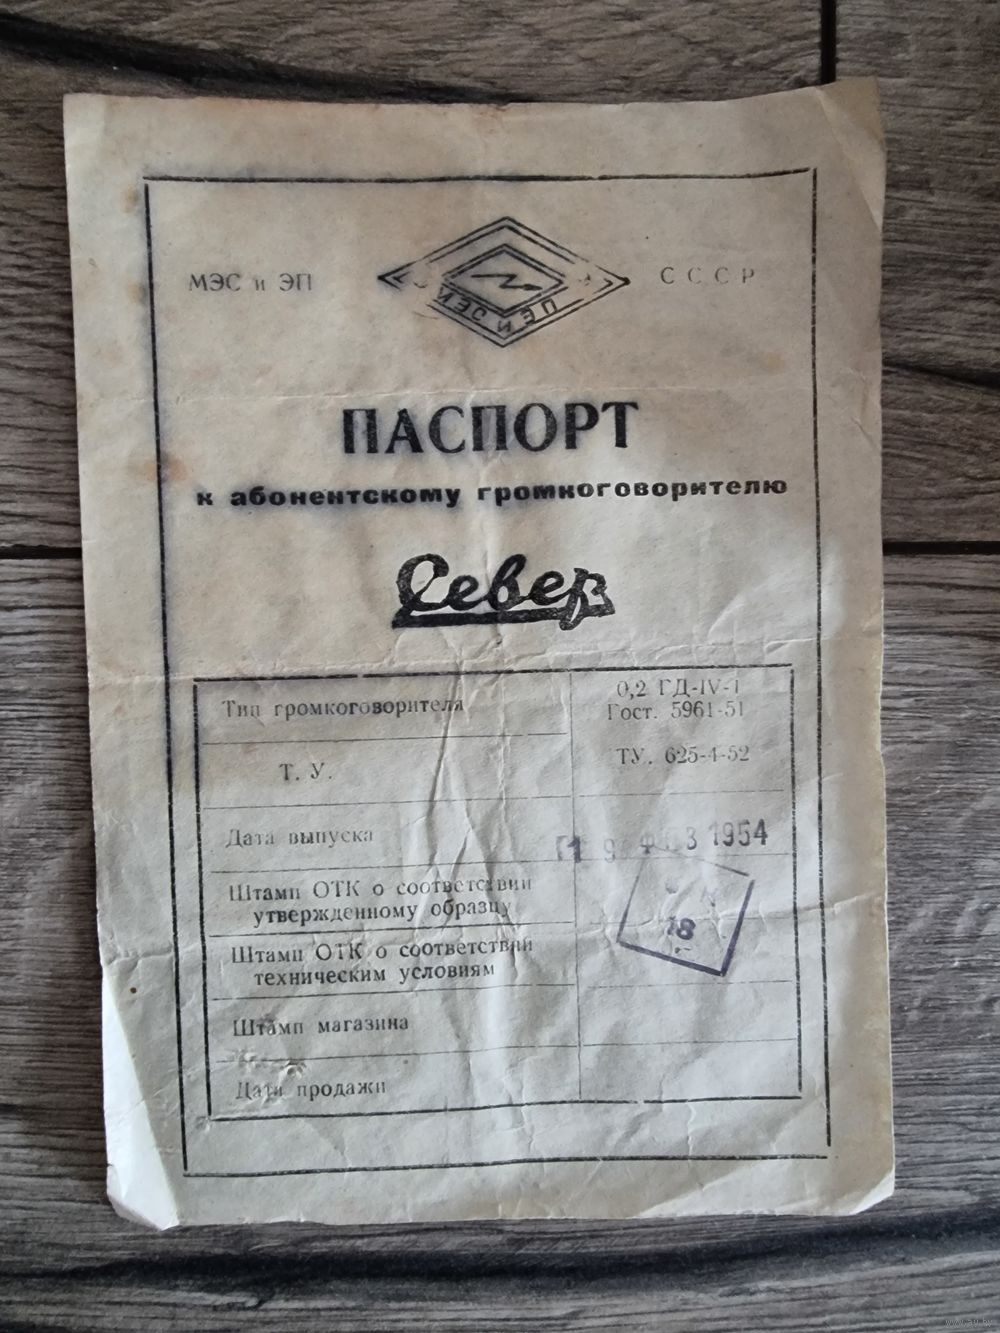 МЭС и ЭП
СССР
МЭС И ЭП
ПАСПОРТ
к абонентскому громкоговорителю
Север
Тип громкоговорителя
0,2 ГД-IV-1
Гост. 5961-51
Т. У.
ТУ. 625-4-52
Дата выпуска
1954
Штамп ОТК о соответствии
утвержденному образцу
18
Штамп ОТК о соответствии
техническим условиям
Штамп магазина
Дата продажи